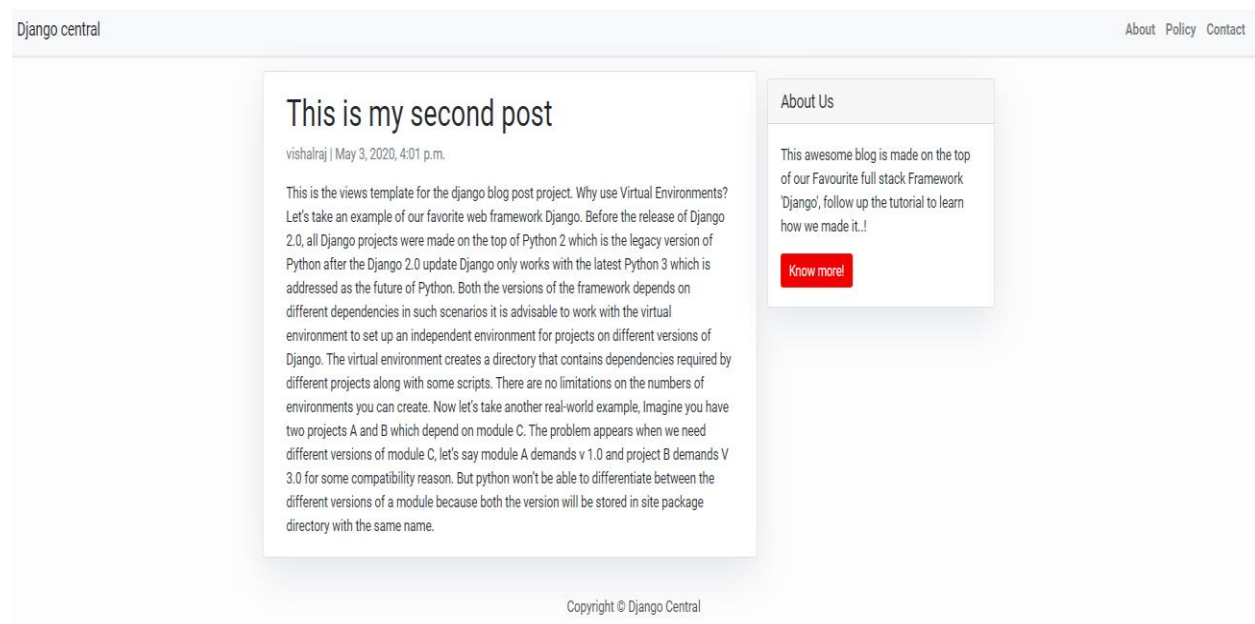 Django central
About Policy Contact
This is my second post
vishalraj | May 3, 2020, 4:01 p.m.
This is the views template for the django blog post project. Why use Virtual Environments?
Let's take an example of our favorite web framework Django. Before the release of Django
2.0, all Django projects were made on the top of Python 2 which is the legacy version of
Python after the Django 2.0 update Django only works with the latest Python 3 which is
addressed as the future of Python. Both the versions of the framework depends on
different dependencies in such scenarios it is advisable to work with the virtual
environment to set up an independent environment for projects on different versions of
Django. The virtual environment creates a directory that contains dependencies required by
different projects along with some scripts. There are no limitations on the numbers of
environments you can create. Now let's take another real-world example, Imagine you have
two projects A and B which depend on module C. The problem appears when we need
different versions of module C, let's say module A demands v 1.0 and project B demands V
3.0 for some compatibility reason. But python won't be able to differentiate between the
different versions of a module because both the version will be stored in site package
directory with the same name.
About Us
This awesome blog is made on the top
of our Favourite full stack Framework
'Django', follow up the tutorial to learn
how we made it..!
Know more!
Copyright © Django Central